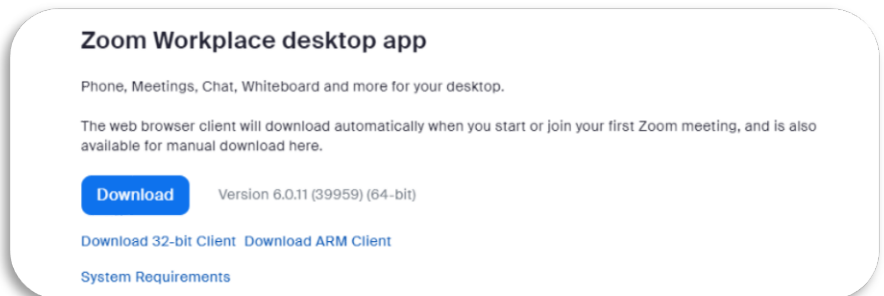 Zoom Workplace desktop app
Phone, Meetings, Chat, Whiteboard and more for your desktop.
The web browser client will download automatically when you start or join your first Zoom meeting, and is also
available for manual download here.
Download Version 6.0.11 (39959) (64-bit)
Download 32-bit Client Download ARM Client
System Requirements